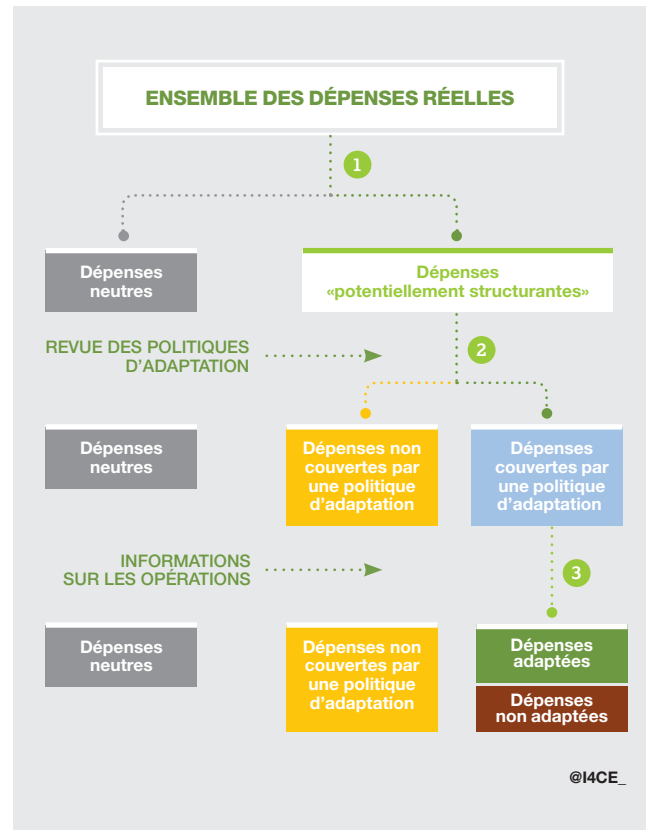 ENSEMBLE DES DÉPENSES RÉELLES
1
Dépenses
neutres
Dépenses
«potentiellement structurantes»
REVUE DES POLITIQUES
D’ADAPTATION
2
Dépenses
neutres
Dépenses non
couvertes par
une politique
d’adaptation
Dépenses
couvertes par
une politique
d’adaptation
INFORMATIONS
SUR LES OPÉRATIONS
3
Dépenses
neutres
Dépenses non
couvertes par
une politique
d’adaptation
Dépenses
adaptées
Dépenses
non adaptées
@I4CE_